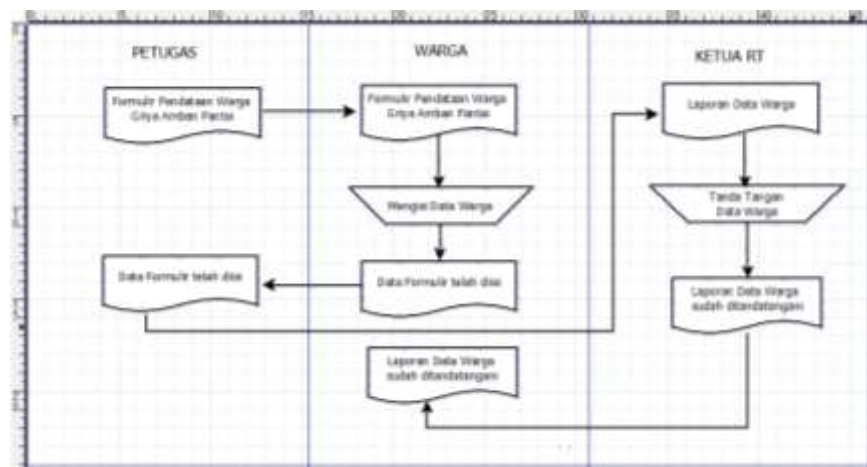 PETUGAS
WARGA
KETUA RT
Formulir Pendataan Warga
Griya Amban Pantai
Formulir Pendataan Warga
Griya Amban Pantai
Laporan Data Warga
Mengisi Data Warga
Tanda Tangan
Data Warga
Data Formulir telah diisi
Data Formulir telah diisi
Laporan Data Warga
sudah ditandatangani
Laporan Data Warga
sudah ditandatangani